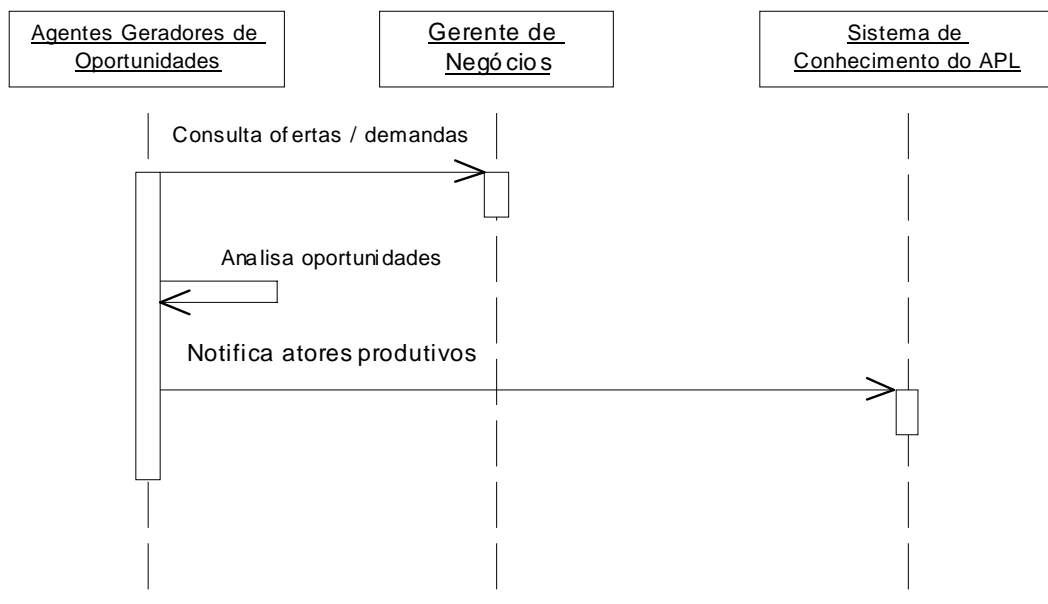 Agentes Geradores de
Oportunidades
Gerente de
Negócios
Sistema de
Conhecimento do APL
Consulta ofertas / demandas
Analisa oportunidades
Notifica atores produtivos